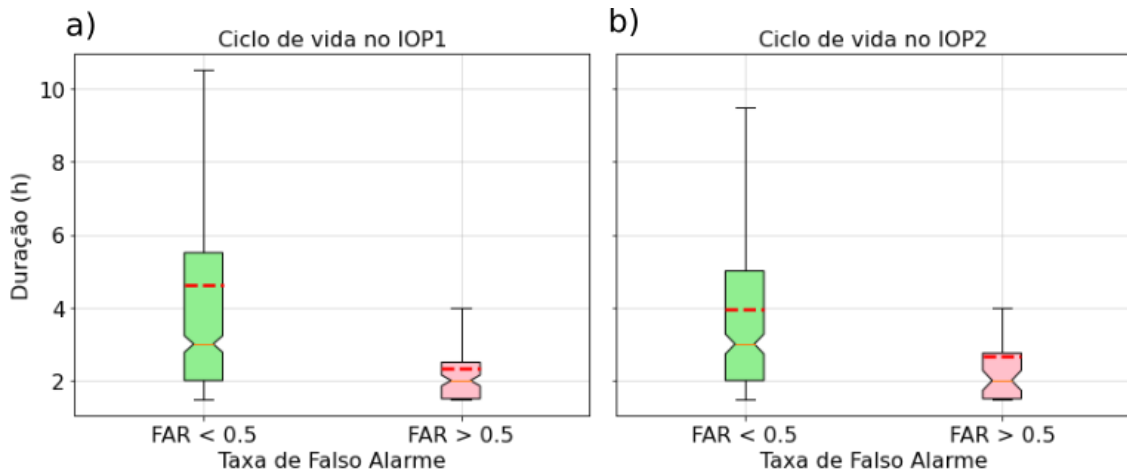 a)
Ciclo de vida no IOP1
Duração (h)
10
8
6
4
2
FAR < 0.5
FAR > 0.5
Taxa de Falso Alarme
b)
Ciclo de vida no IOP2
FAR < 0.5
FAR > 0.5
Taxa de Falso Alarme